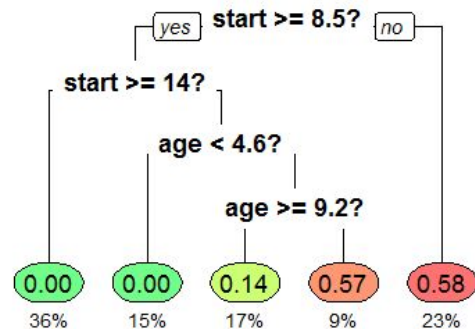 yes start >= 8.5? no
start >= 14?
age < 4.6?
age >= 9.2?
0.00 0.00 0.14 0.57 0.58
36% 15% 17% 9% 23%